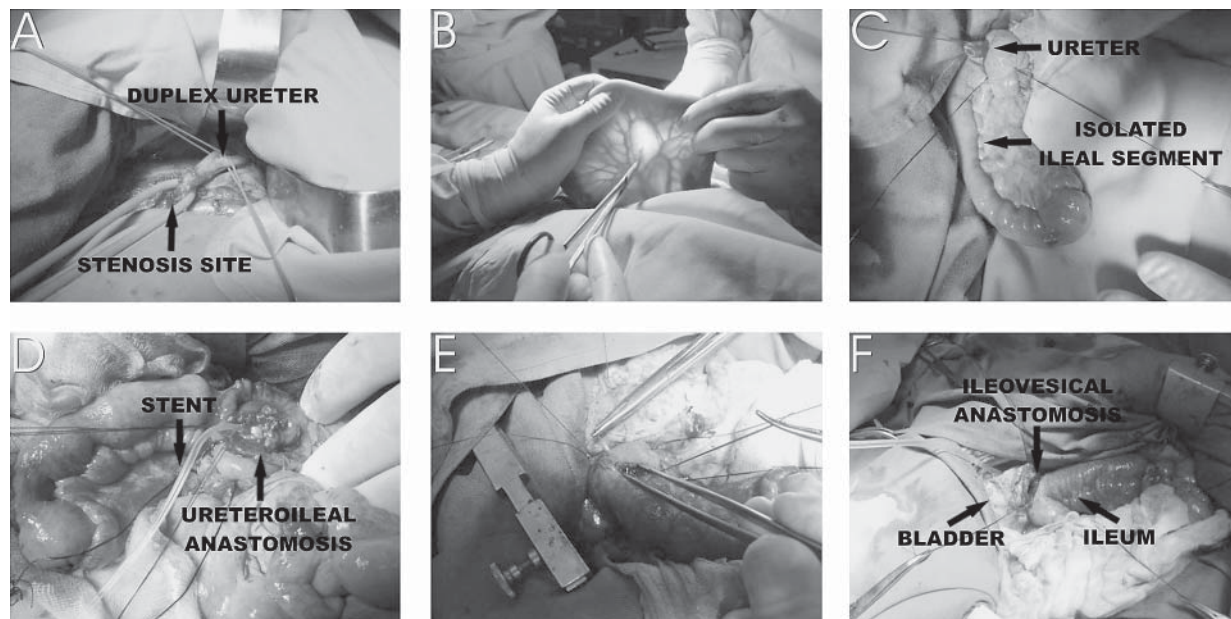 A
DUPLEX URETER
STENOSIS SITE
B
C
URETER
ISOLATED
ILEAL SEGMENT
D
STENT
URETEROILEAL
ANASTOMOSIS
E
F
ILEOVESICAL
ANASTOMOSIS
BLADDER
ILEUM